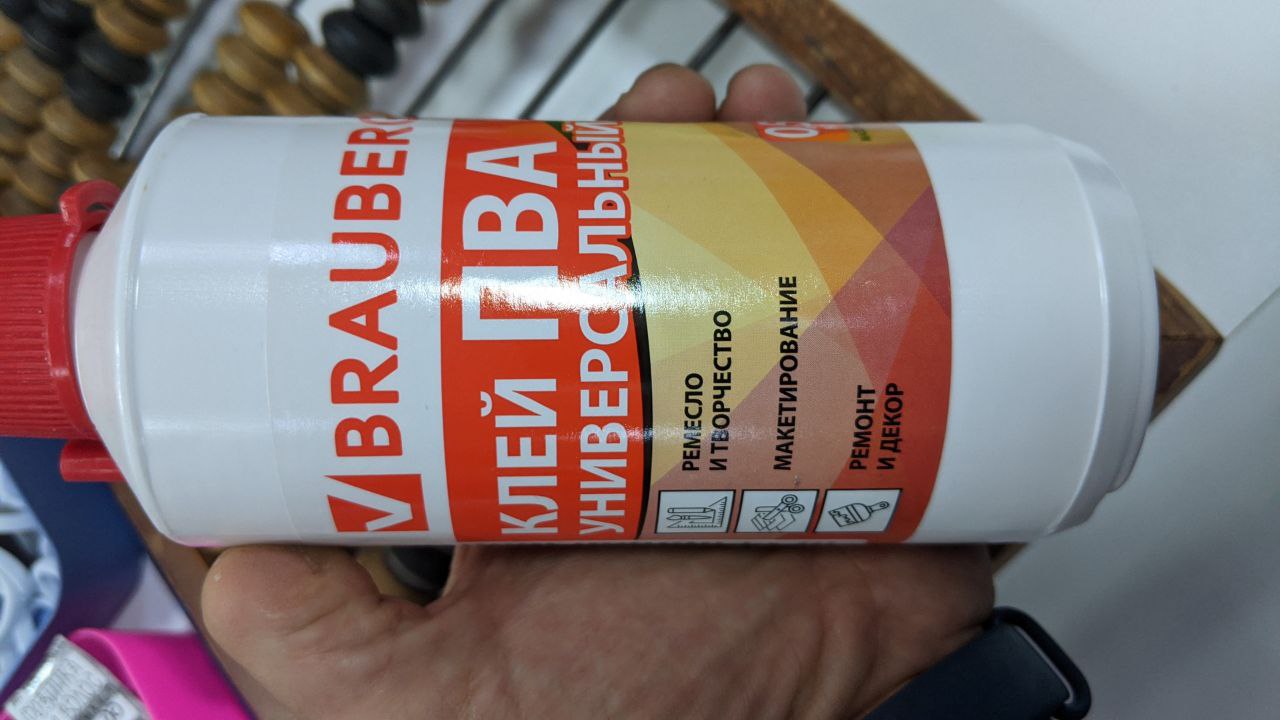 BRAUBERG
КЛЕЙ ПВА
УНИВЕРСАЛЬНЫЙ
РЕМЕСЛО
И ТВОРЧЕСТВО
МАКЕТИРОВАНИЕ
РЕМОНТ
И ДЕКОР